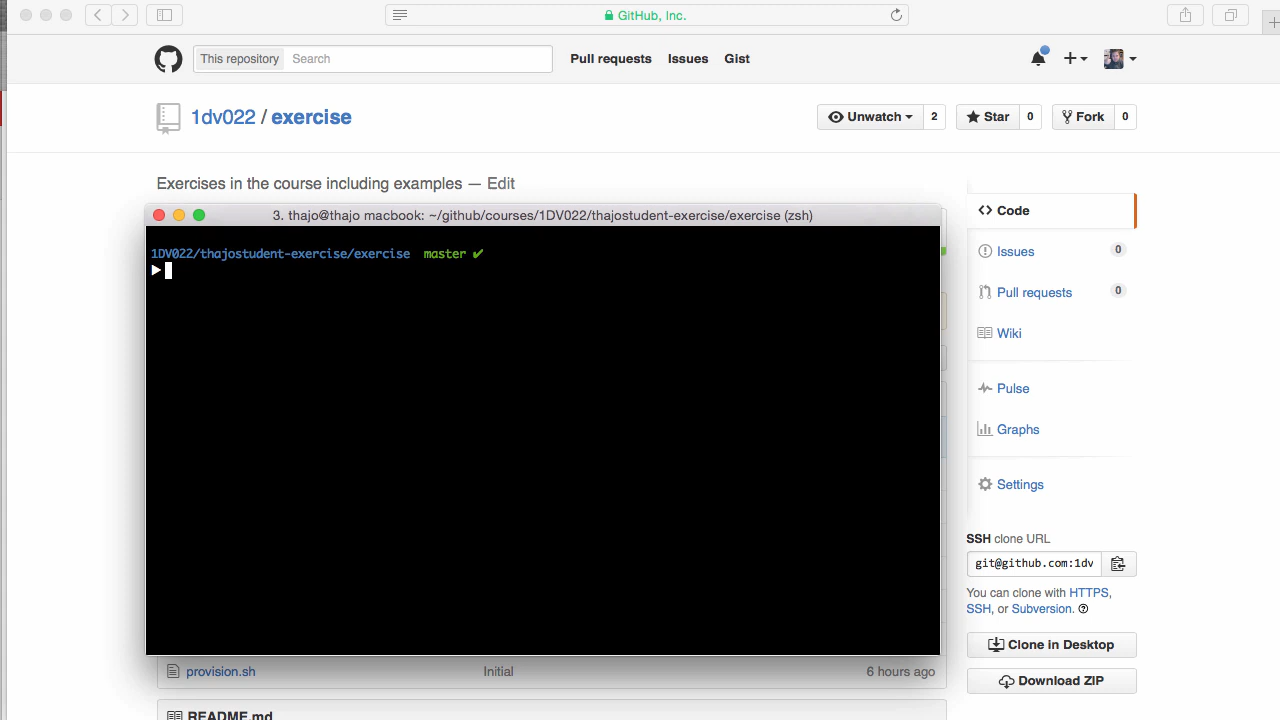 GitHub, Inc.
This repository Search Pull requests Issues Gist
1dv022 / exercise Unwatch 2 Star 0 Fork 0
Exercises in the course including examples — Edit
3. thajo@thajo macbook: ~/github/courses/1DV022/thajostudent-exercise/exercise (zsh)
1DV022/thajostudent-exercise/exercise master ✔
Code
Issues 0
Pull requests 0
Wiki
Pulse
Graphs
Settings
SSH clone URL
git@github.com:1dv
You can clone with HTTPS,
SSH, or Subversion.
Clone in Desktop
Download ZIP
provision.sh Initial 6 hours ago
README.md